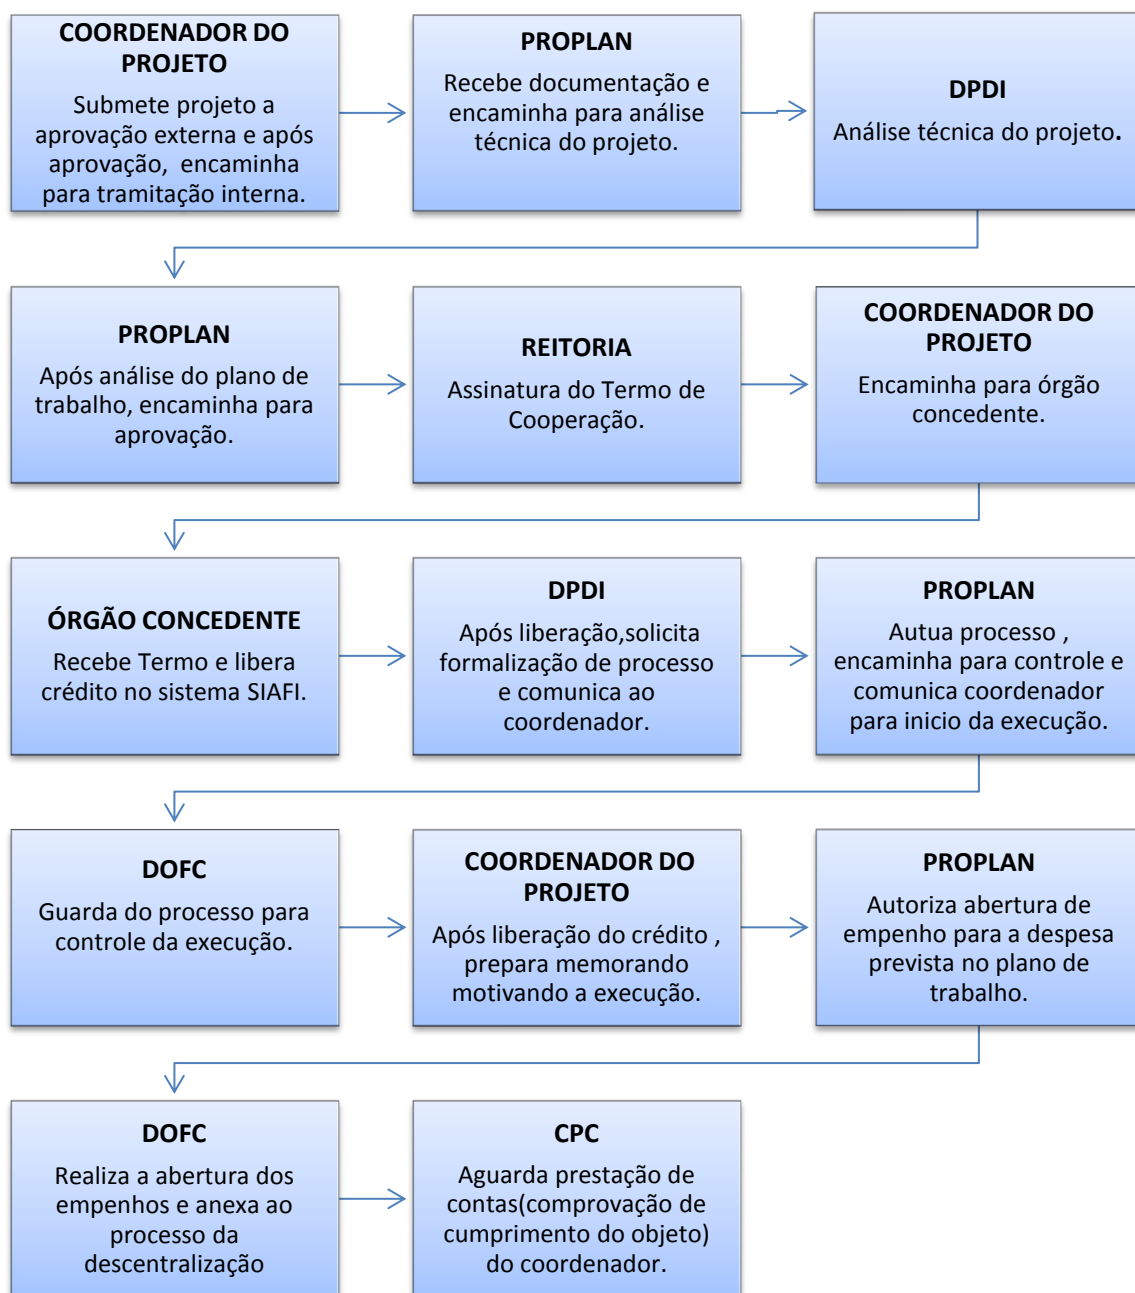 COORDENADOR DO
PROJETO
Submete projeto a
aprovação externa e após
aprovação, encaminha
para tramitação interna.
PROPLAN
Recebe documentação e
encaminha para análise
técnica do projeto.
DPDI
Análise técnica do projeto.
PROPLAN
Após análise do plano de
trabalho, encaminha para
aprovação.
REITORIA
Assinatura do Termo de
Cooperação.
COORDENADOR DO
PROJETO
Encaminha para órgão
concedente.
ÓRGÃO CONCEDENTE
Recebe Termo e libera
crédito no sistema SIAFI.
DPDI
Após liberação,solicita
formalização de processo
e comunica ao
coordenador.
PROPLAN
Autua processo ,
encaminha para controle e
comunica coordenador
para inicio da execução.
DOFC
Guarda do processo para
controle da execução.
COORDENADOR DO
PROJETO
Após liberação do crédito ,
prepara memorando
motivando a execução.
PROPLAN
Autoriza abertura de
empenho para a despesa
prevista no plano de
trabalho.
DOFC
Realiza a abertura dos
empenhos e anexa ao
processo da
descentralização
CPC
Aguarda prestação de
contas(comprovação de
cumprimento do objeto)
do coordenador.